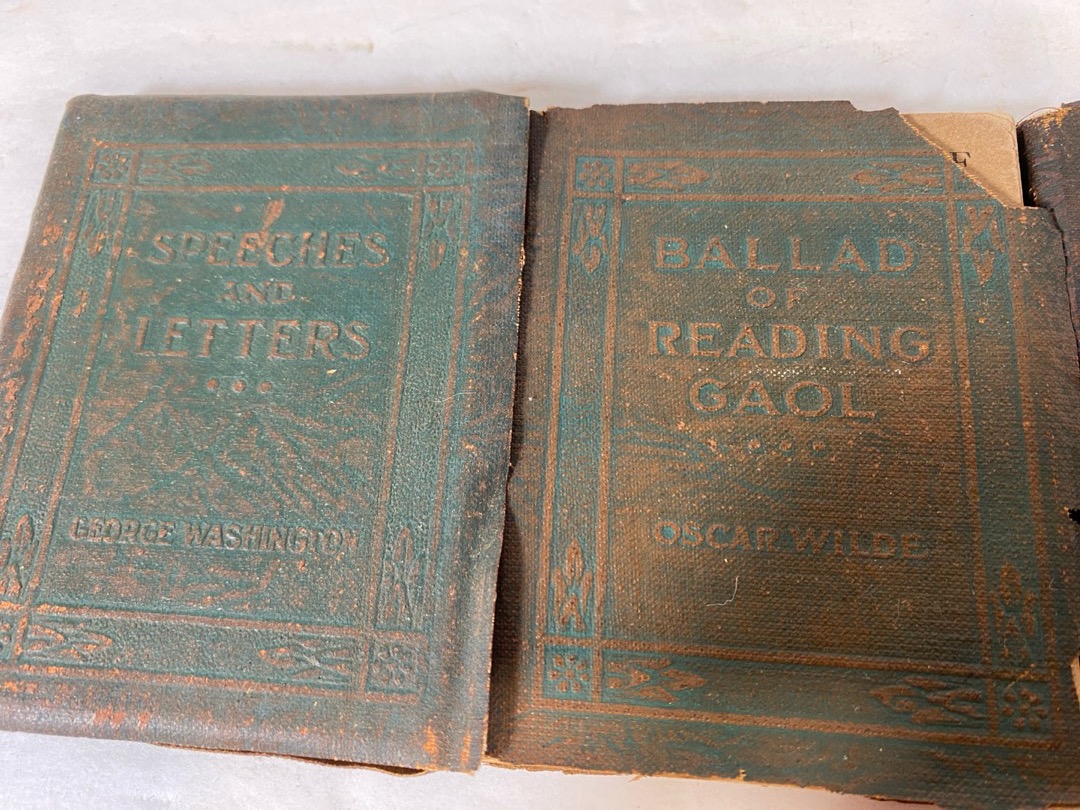 SPEECHES
AND
LETTERS
GEORGE WASHINGTON
BALLAD
OF
READING
GAOL
OSCAR WILDE
F